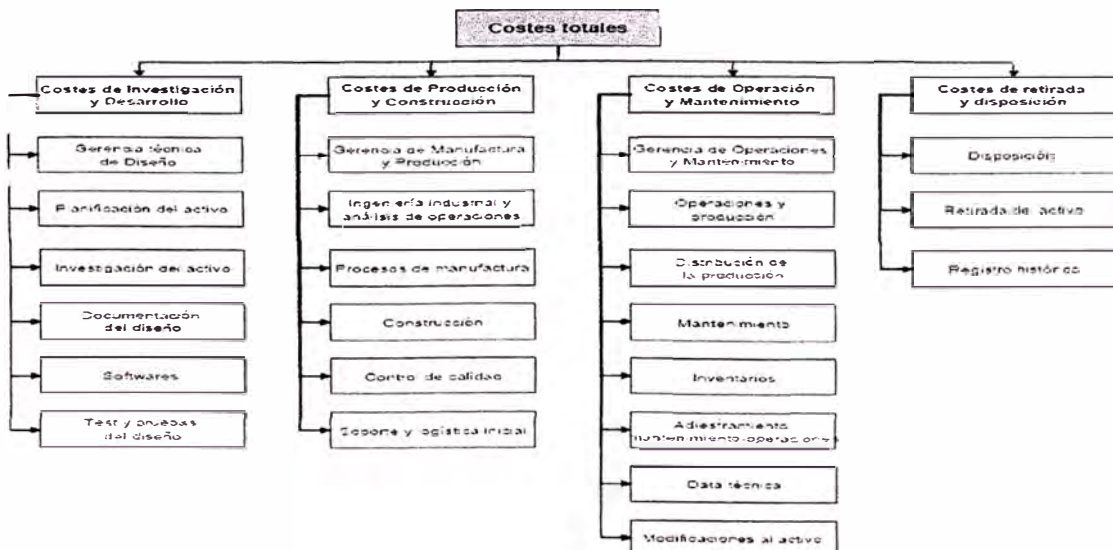 Costes totales
Costes de Investigación
y Desarrollo
Gerencia técnica
de Diseño
Planificación del activo
Investigación del activo
Documentación
del diseño
Softwares
Test y pruebas
del diseño
Costes de Producción
y Construcción
Gerencia de Manufactura
y Producción
Ingeniería industrial y
análisis de operaciones
Procesos de manufactura
Construcción
Control de calidad
Soporte y logística inicial
Costes de Operación
y Mantenimiento
Gerencia de Operaciones
y Mantenimiento
Operaciones y
producción
Distribución de
la producción
Mantenimiento
Inventarios
Adiestramiento
mantenimiento-operaciones
Data técnica
Modificaciones al activo
Costes de retirada
y disposición
Disposición
Retirada del activo
Registro histórico